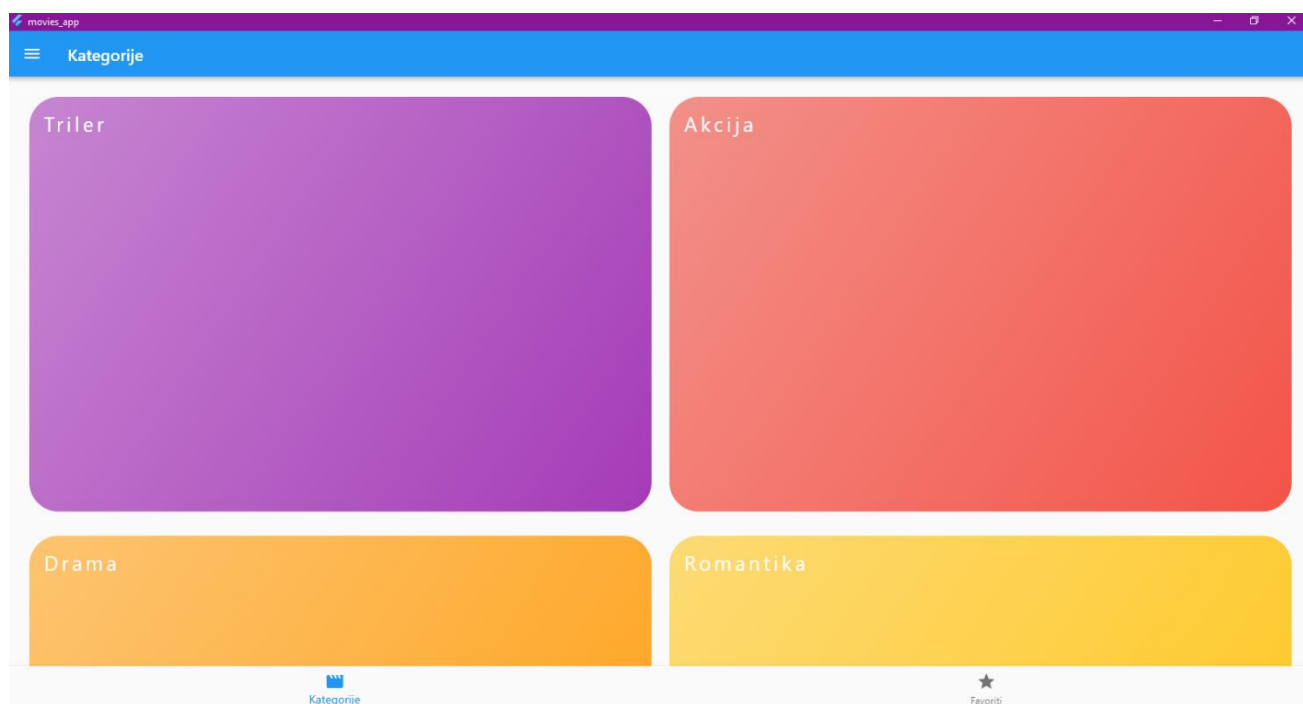 movies_app
Kategorije
Triler
Akcija
Drama
Romantika
Kategorije
Favoriti